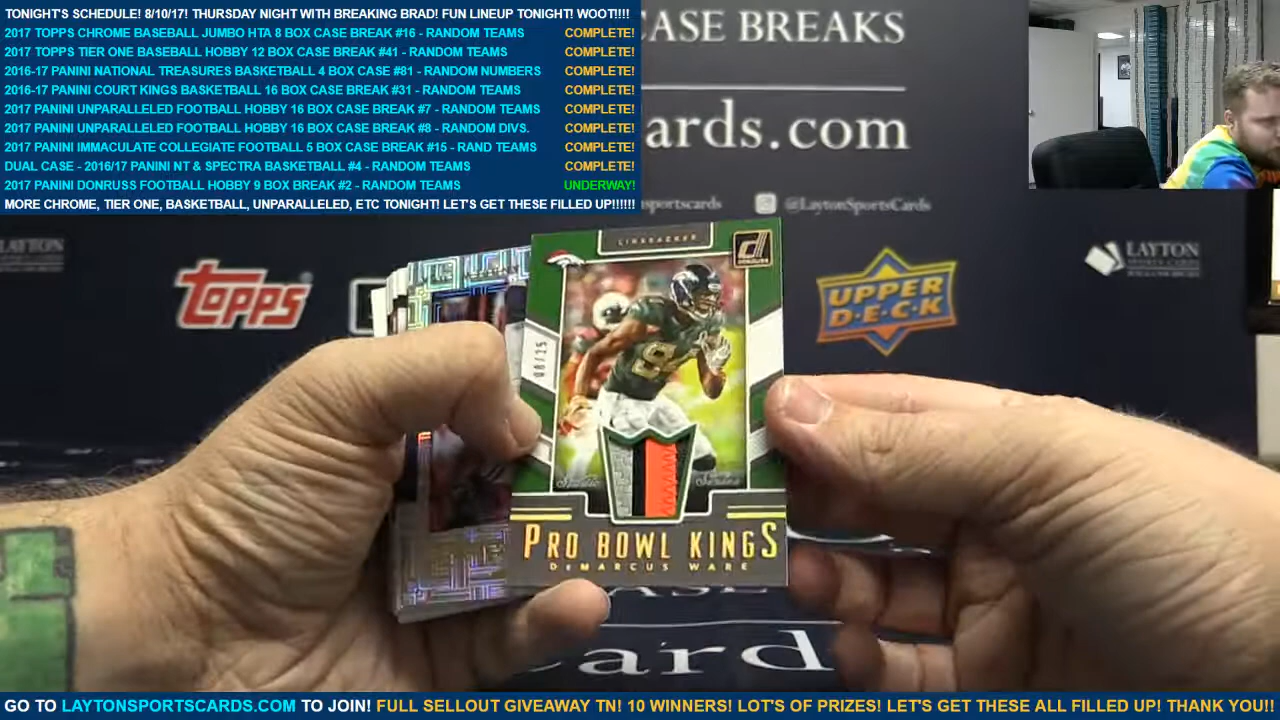 TONIGHT'S SCHEDULE! 8/10/17! THURSDAY NIGHT WITH BREAKING BRAD! FUN LINEUP TONIGHT! WOOT!!!!
2017 TOPPS CHROME BASEBALL JUMBO HTA 8 BOX CASE BREAK #16 - RANDOM TEAMS COMPLETE!
2017 TOPPS TIER ONE BASEBALL HOBBY 12 BOX CASE BREAK #41 - RANDOM TEAMS COMPLETE!
2016-17 PANINI NATIONAL TREASURES BASKETBALL 4 BOX CASE #81 - RANDOM NUMBERS COMPLETE!
2016-17 PANINI COURT KINGS BASKETBALL 16 BOX CASE BREAK #31 - RANDOM TEAMS COMPLETE!
2017 PANINI UNPARALLELED FOOTBALL HOBBY 16 BOX CASE BREAK #7 - RANDOM TEAMS COMPLETE!
2017 PANINI UNPARALLELED FOOTBALL HOBBY 16 BOX CASE BREAK #8 - RANDOM DIVS. COMPLETE!
2017 PANINI IMMACULATE COLLEGIATE FOOTBALL 5 BOX CASE BREAK #15 - RAND TEAMS COMPLETE!
DUAL CASE - 2016/17 PANINI NT & SPECTRA BASKETBALL #4 - RANDOM TEAMS COMPLETE!
2017 PANINI DONRUSS FOOTBALL HOBBY 9 BOX BREAK #2 - RANDOM TEAMS UNDERWAY!
MORE CHROME, TIER ONE, BASKETBALL, UNPARALLELED, ETC TONIGHT! LET'S GET THESE FILLED UP!!!!!!
CASE BREAKS
ards.com
sportscards @LaytonSportsCards
LAYTON
SPORTS CARDS
TOPPS
UPPER
D·E·C·K
LINEBACKER
DONRUSS
08/25
PRO BOWL KINGS
DEMARCUS WARE
CASE
card
GO TO LAYTONSPORTSCARDS.COM TO JOIN! FULL SELLOUT GIVEAWAY TN! 10 WINNERS! LOT'S OF PRIZES! LET'S GET THESE ALL FILLED UP! THANK YOU!!